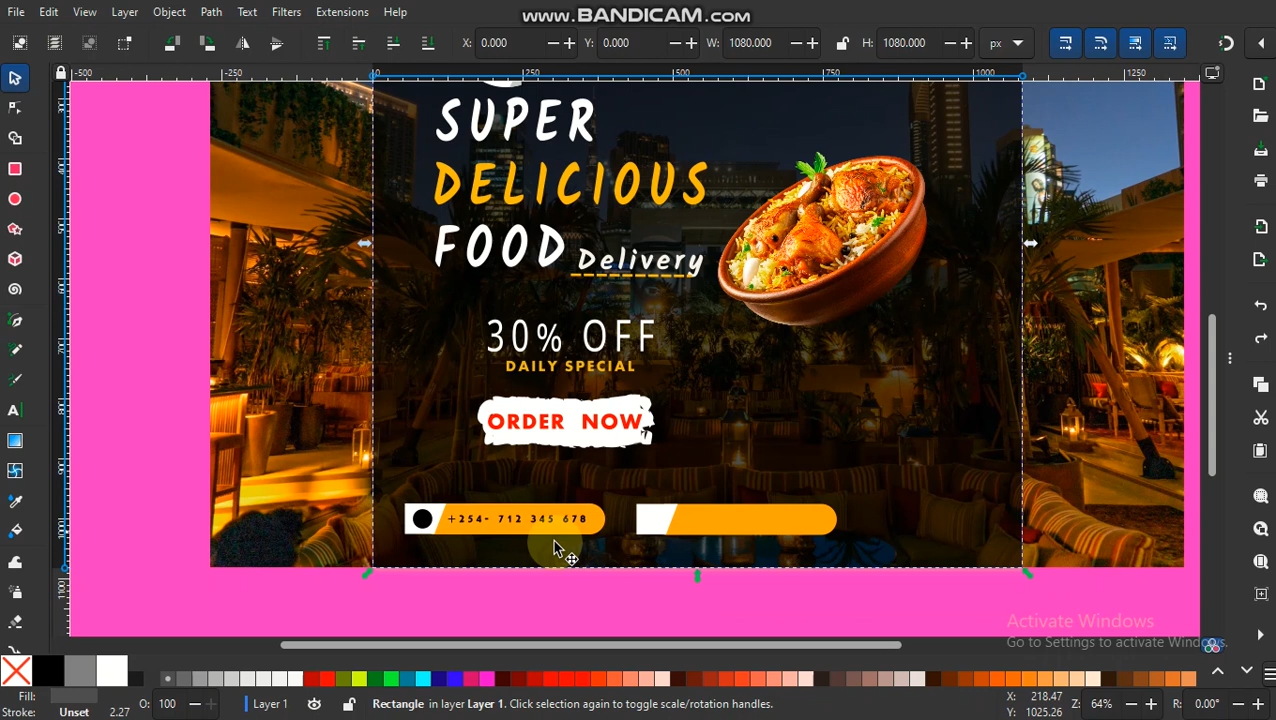 www.BANDICAM.com
File Edit View Layer Object Path Text Filters Extensions Help
X: 0.000 Y: 0.000 W: 1080.000 H: 1080.000 px
-500 -250 0 250 500 750 1000 1250
SUPER
DELICIOUS
FOOD Delivery
30% OFF
DAILY SPECIAL
ORDER NOW
+254- 712 345 678
Activate Windows
Go to Settings to activate Windows.
Fill:
Stroke: Unset 2.27 O: 100 Layer 1 Rectangle in layer Layer 1. Click selection again to toggle scale/rotation handles. X: 218.47 Y: 1025.26 Z: 64% R: 0.00°